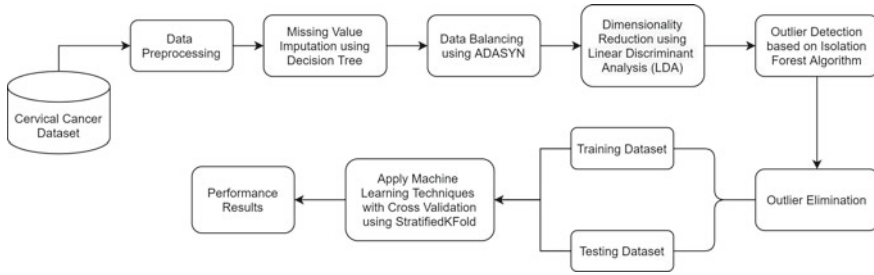 Cervical Cancer
Dataset
Data
Preprocessing
Missing Value
Imputation using
Decision Tree
Data Balancing
using ADASYN
Dimensionality
Reduction using
Linear Discriminant
Analysis (LDA)
Outlier Detection
based on Isolation
Forest Algorithm
Outlier Elimination
Training Dataset
Testing Dataset
Apply Machine
Learning Techniques
with Cross Validation
using StratifiedKFold
Performance
Results